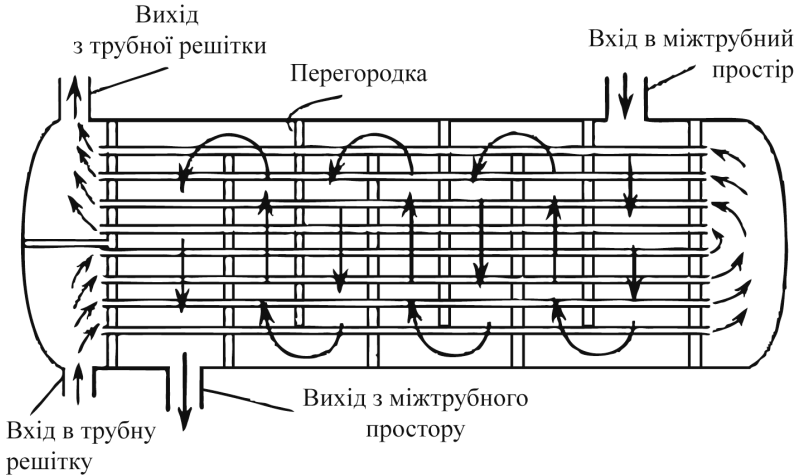 Вихід
з трубної решітки
Перегородка
Вхід в міжтрубний
простір
Вхід в трубну
решітку
Вихід з міжтрубного
простору